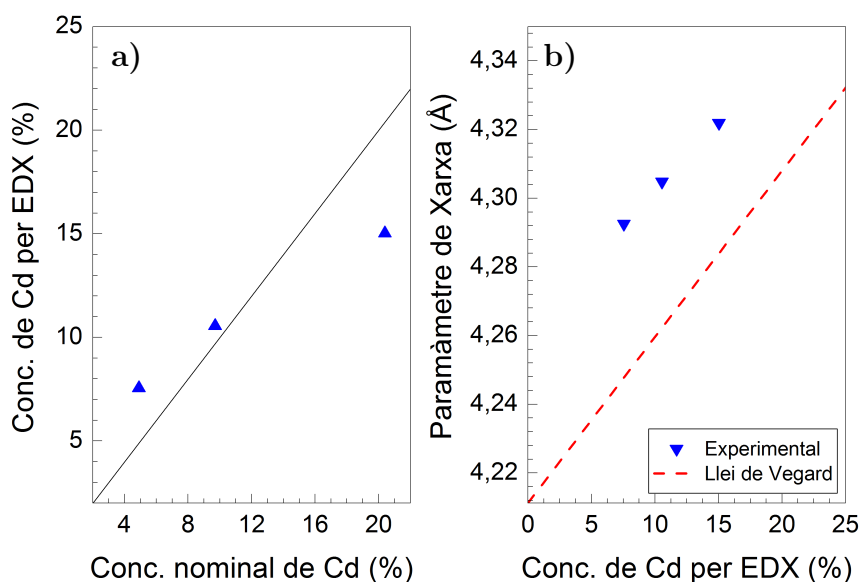 a)
25
20
15
10
5
Conc. de Cd per EDX (%)
4
8
12
16
20
Conc. nominal de Cd (%)
b)
4,34
4,32
4,30
4,28
4,26
4,24
4,22
Paramàmetre de Xarxa (Å)
Experimental
Llei de Vegard
0
5
10
15
20
25
Conc. de Cd per EDX (%)